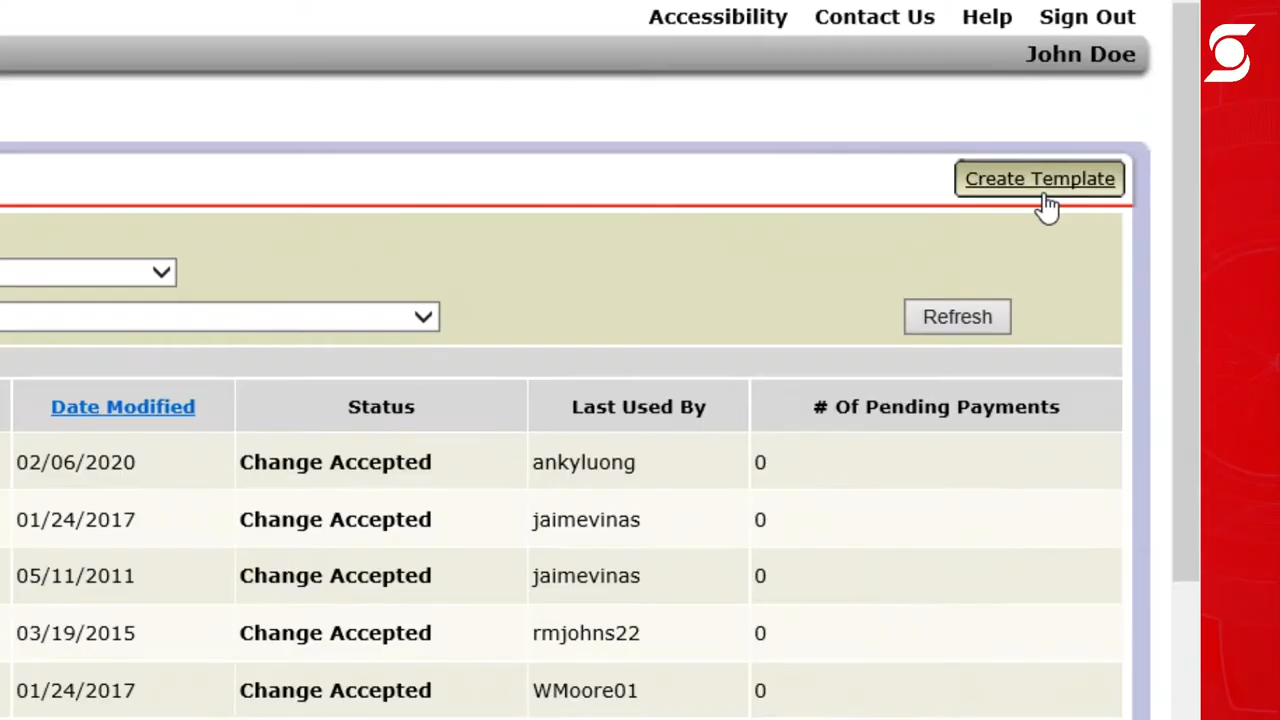 Accessibility Contact Us Help Sign Out
John Doe
Create Template
Refresh
Date Modified Status Last Used By # Of Pending Payments
02/06/2020 Change Accepted ankyluong 0
01/24/2017 Change Accepted jaimevinas 0
05/11/2011 Change Accepted jaimevinas 0
03/19/2015 Change Accepted rmjohns22 0
01/24/2017 Change Accepted WMoore01 0